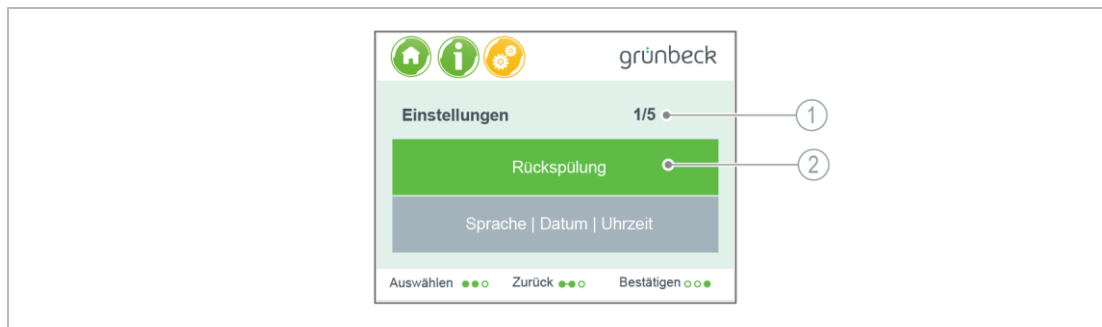 grünbeck
Einstellungen 1/5
1
Rückspülung
2
Sprache | Datum | Uhrzeit
Auswählen Zurück Bestätigen